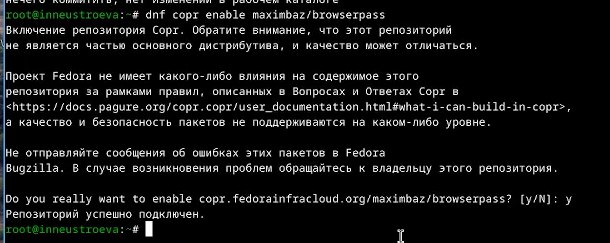 нечего коммитить, нет изменений в рабочем каталоге
root@inneustroeva:~# dnf copr enable maximbaz/browserpass
Включение репозитория Copr. Обратите внимание, что этот репозиторий
не является частью основного дистрибутива, и качество может отличаться.
Проект Fedora не имеет какого-либо влияния на содержимое этого
репозитория за рамками правил, описанных в Вопросах и Ответах Copr в
<https://docs.pagure.org/copr.copr/user_documentation.html#what-i-can-build-in-copr>,
а качество и безопасность пакетов не поддерживаются на каком-либо уровне.
Не отправляйте сообщения об ошибках этих пакетов в Fedora
Bugzilla. В случае возникновения проблем обращайтесь к владельцу этого репозитория.
Do you really want to enable copr.fedorainfracloud.org/maximbaz/browserpass? [y/N]: y
Репозиторий успешно подключен.
root@inneustroeva:~#